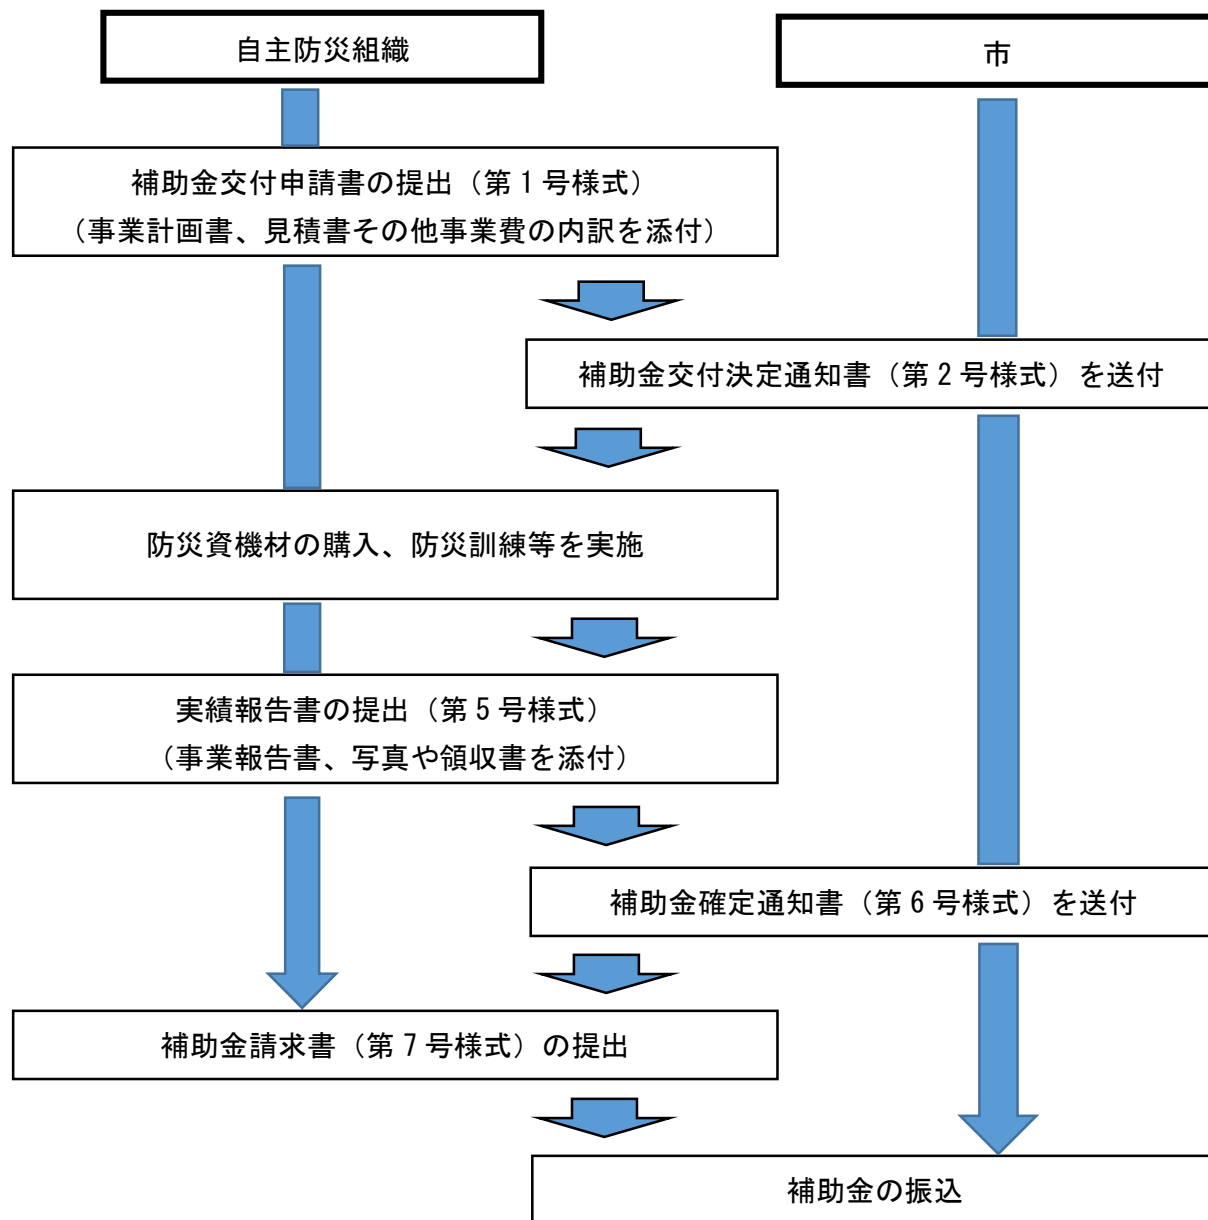 自主防災組織
市
補助金交付申請書の提出（第1号様式）
（事業計画書、見積書その他事業費の内訳を添付）
補助金交付決定通知書（第2号様式）を送付
防災資機材の購入、防災訓練等を実施
実績報告書の提出（第5号様式）
（事業報告書、写真や領収書を添付）
補助金確定通知書（第6号様式）を送付
補助金請求書（第7号様式）の提出
補助金の振込